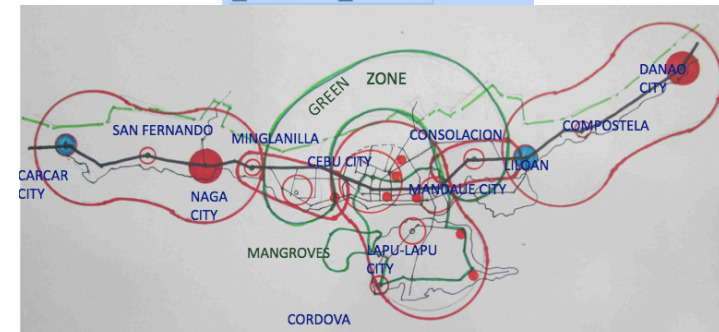 GREEN ZONE
DANAO
CITY
SAN FERNANDO
MINGLANILLA
CONSOLACION
COMPOSTELA
CEBU CITY
LILOAN
CARCAR
CITY
NAGA
CITY
MANDAUE CITY
MANGROVES
LAPU-LAPU
CITY
CORDOVA